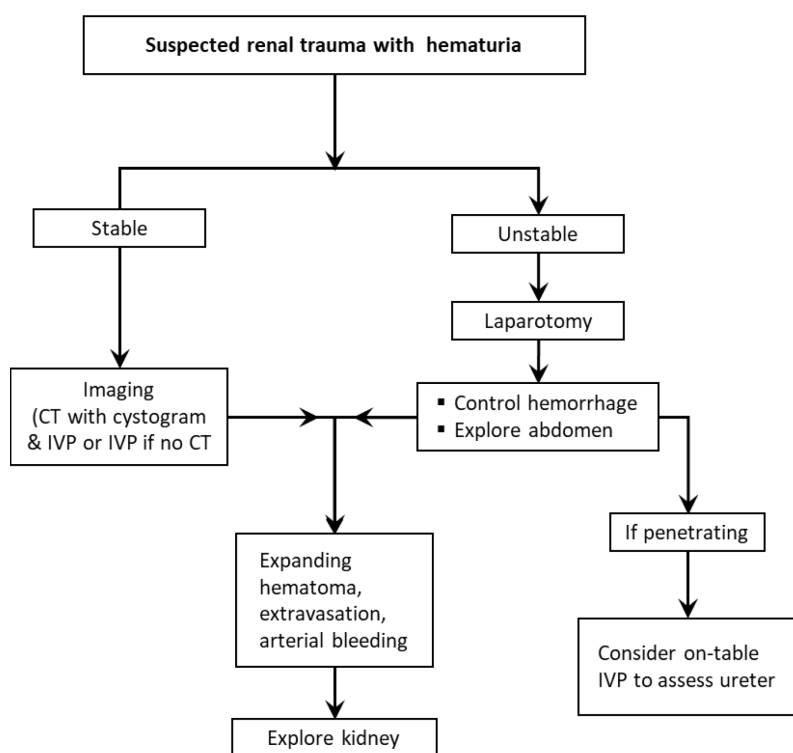 Suspected renal trauma with hematuria
Stable
Unstable
Laparotomy
Imaging
(CT with cystogram
& IVP or IVP if no CT
▪ Control hemorrhage
▪ Explore abdomen
If penetrating
Expanding
hematoma,
extravasation,
arterial bleeding
Consider on-table
IVP to assess ureter
Explore kidney